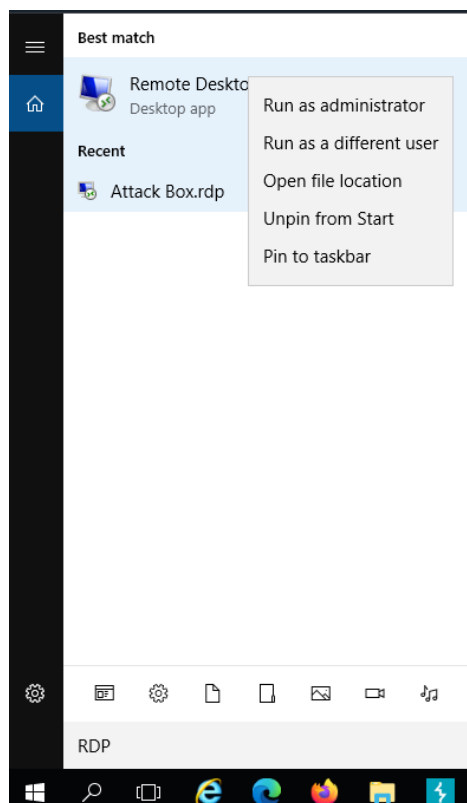 Best match
Remote Deskto
Desktop app
Run as administrator
Run as a different user
Open file location
Unpin from Start
Pin to taskbar
Recent
Attack Box.rdp
RDP